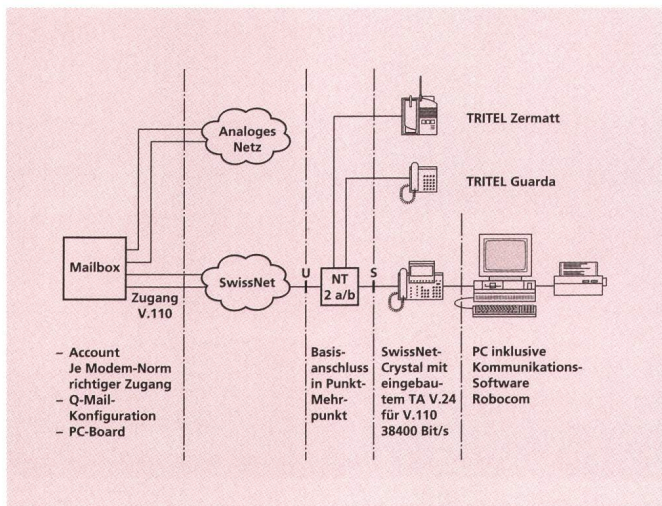 Analoges
Netz
TRITEL Zermatt
TRITEL Guarda
Mailbox
Zugang
V.110
SwissNet
U
NT
2 a/b
S
– Account
Je Modem-Norm
richtiger Zugang
– Q-Mail-
Konfiguration
– PC-Board
Basis-
anschluss
in Punkt-
Mehr-
punkt
SwissNet-
Crystal mit
eingebau-
tem TA V.24
für V.110
38400 Bit/s
PC inklusive
Kommunikations-
Software
Robocom